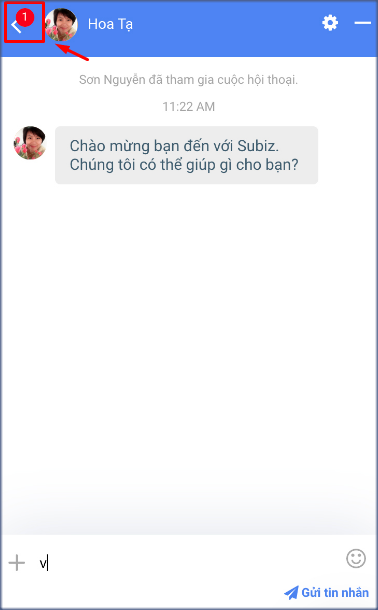 1
Hoa Tạ
Sơn Nguyễn đã tham gia cuộc hội thoại.
11:22 AM
Chào mừng bạn đến với Subiz.
Chúng tôi có thể giúp gì cho bạn?
v
Gửi tin nhắn